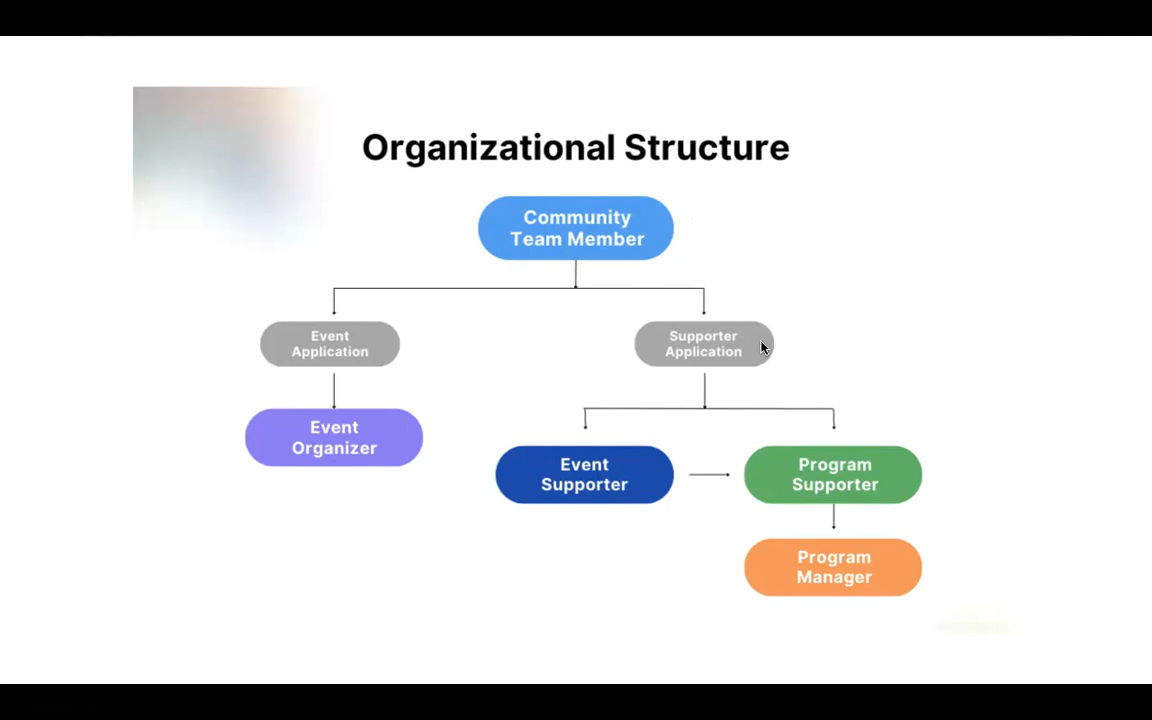 Organizational Structure
Community
Team Member
Event
Application
Supporter
Application
Event
Organizer
Event
Supporter
Program
Supporter
Program
Manager